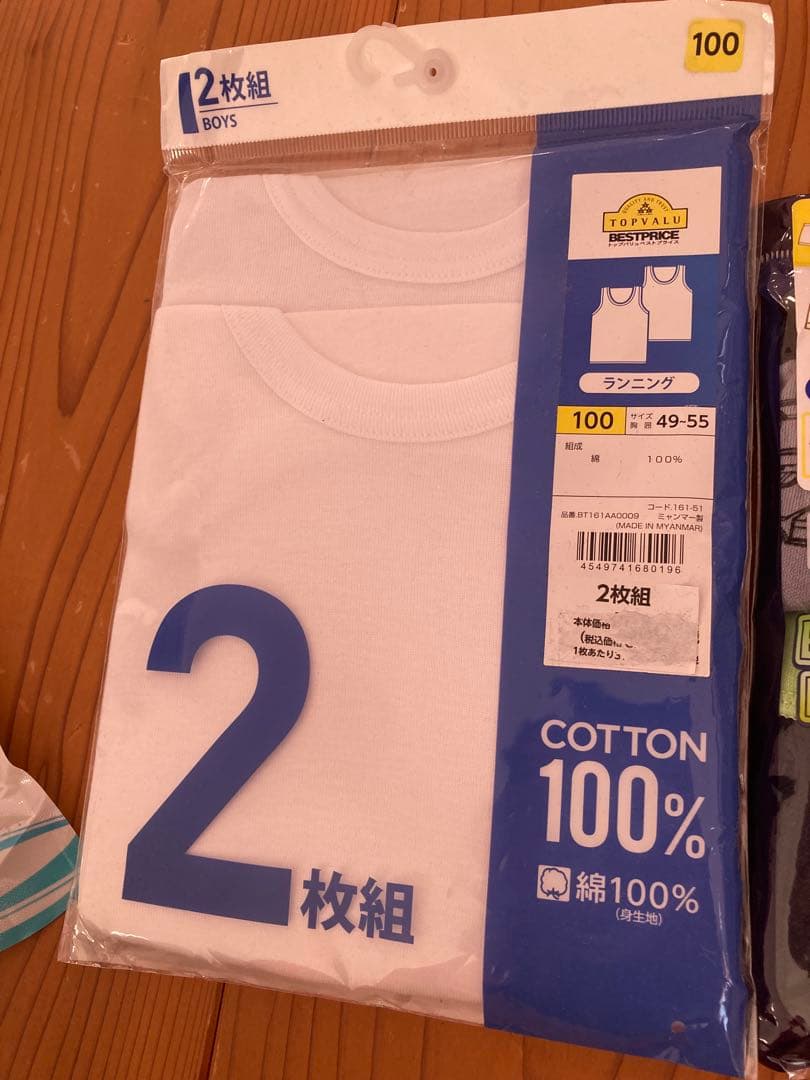 2枚組
BOYS
100
QUALITY AND TRUST
TOPVALU
BESTPRICE
トップバリュベストプライス
ランニング
100 サイズ 胸囲 49~55
組成
綿 100%
コード.161-51
品番.BT161AA0009 ミャンマー製
(MADE IN MYANMAR)
4549741680196
2枚組
本体価格
(税込価格
1枚あたり
COTTON
100%
綿100%
(身生地)
2枚組